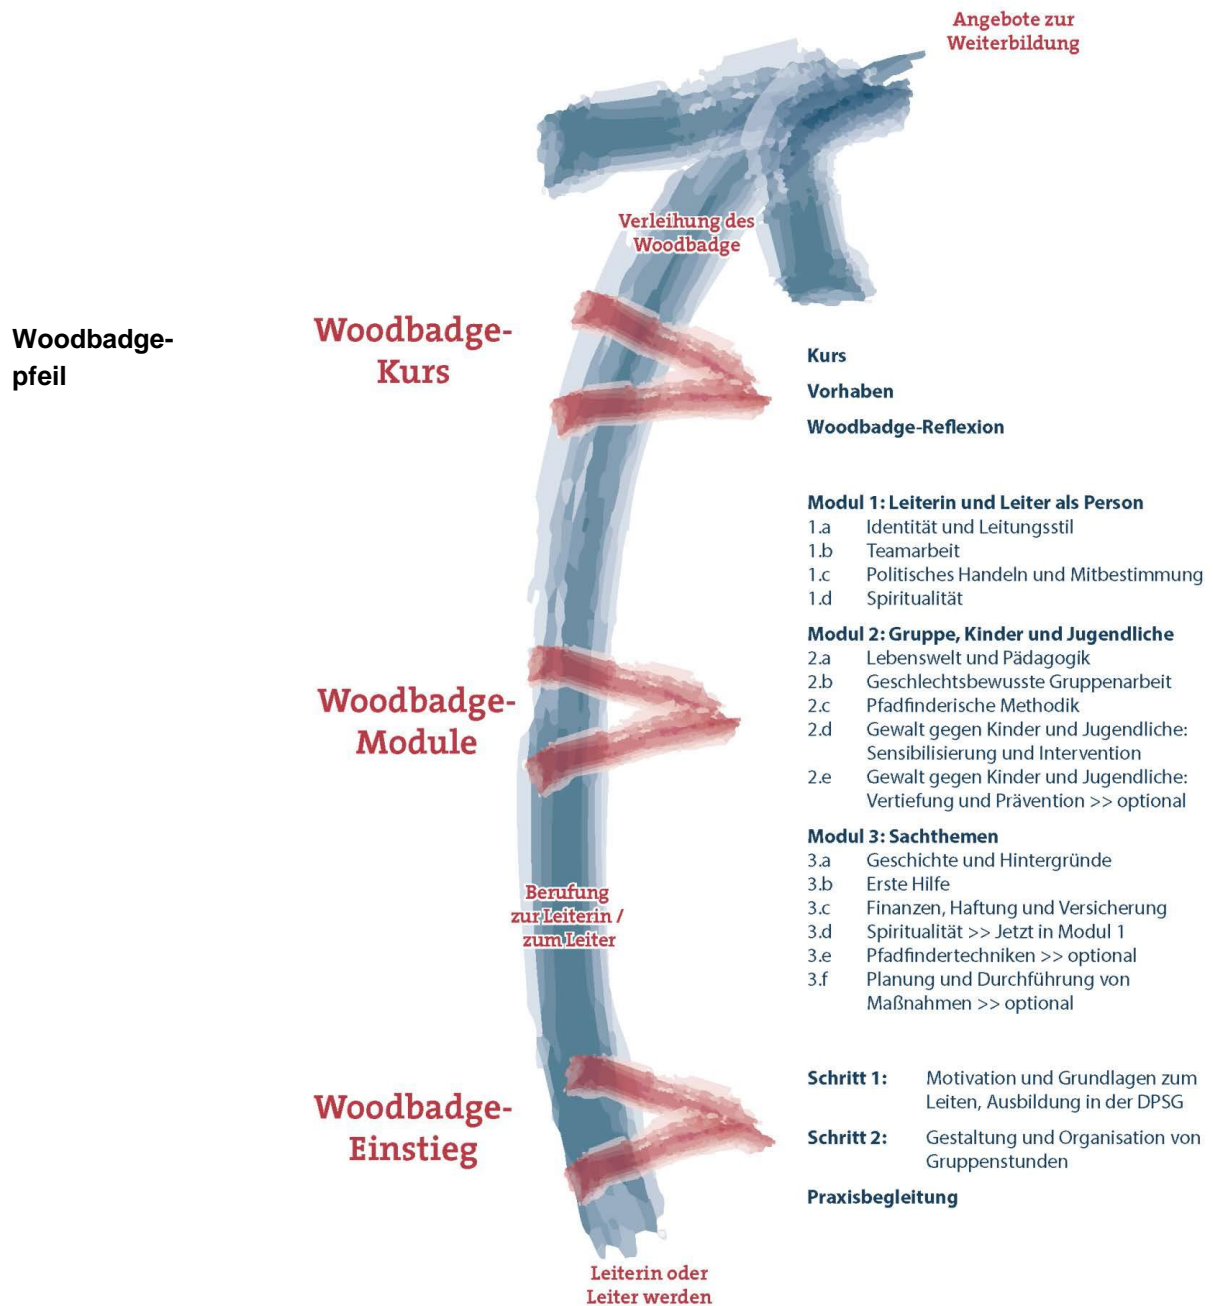 Angebote zur
Weiterbildung
Verleihung des
Woodbadge
Woodbadge-
pfeil
Woodbadge-
Kurs
Kurs
Vorhaben
Woodbadge-Reflexion
Modul 1: Leiterin und Leiter als Person
1.a Identität und Leitungsstil
1.b Teamarbeit
1.c Politisches Handeln und Mitbestimmung
1.d Spiritualität
Modul 2: Gruppe, Kinder und Jugendliche
2.a Lebenswelt und Pädagogik
2.b Geschlechtsbewusste Gruppenarbeit
2.c Pfadfinderische Methodik
2.d Gewalt gegen Kinder und Jugendliche:
Sensibilisierung und Intervention
2.e Gewalt gegen Kinder und Jugendliche:
Vertiefung und Prävention >> optional
Woodbadge-
Module
Modul 3: Sachthemen
3.a Geschichte und Hintergründe
3.b Erste Hilfe
3.c Finanzen, Haftung und Versicherung
3.d Spiritualität >> Jetzt in Modul 1
3.e Pfadfindertechniken >> optional
3.f Planung und Durchführung von
Maßnahmen >> optional
Berufung
zur Leiterin /
zum Leiter
Woodbadge-
Einstieg
Schritt 1: Motivation und Grundlagen zum
Leiten, Ausbildung in der DPSG
Schritt 2: Gestaltung und Organisation von
Gruppenstunden
Praxisbegleitung
Leiterin oder
Leiter werden